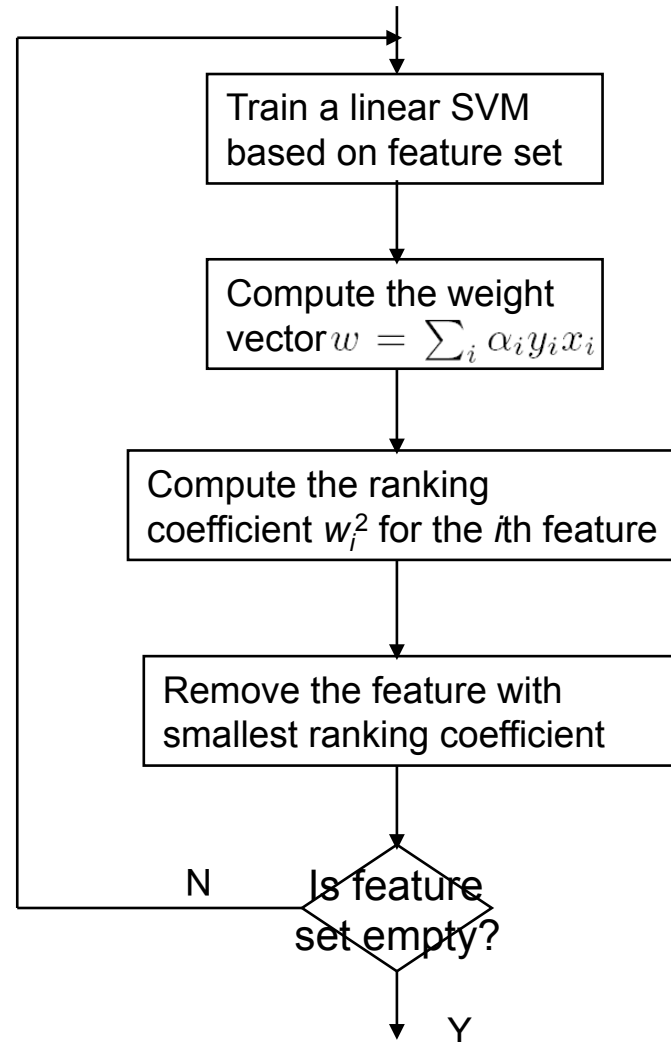 Train a linear SVM
based on feature set
Compute the weight
vector w = ∑ᵢ αᵢyᵢxᵢ
Compute the ranking
coefficient wᵢ² for the ith feature
Remove the feature with
smallest ranking coefficient
N
Is feature
set empty?
Y